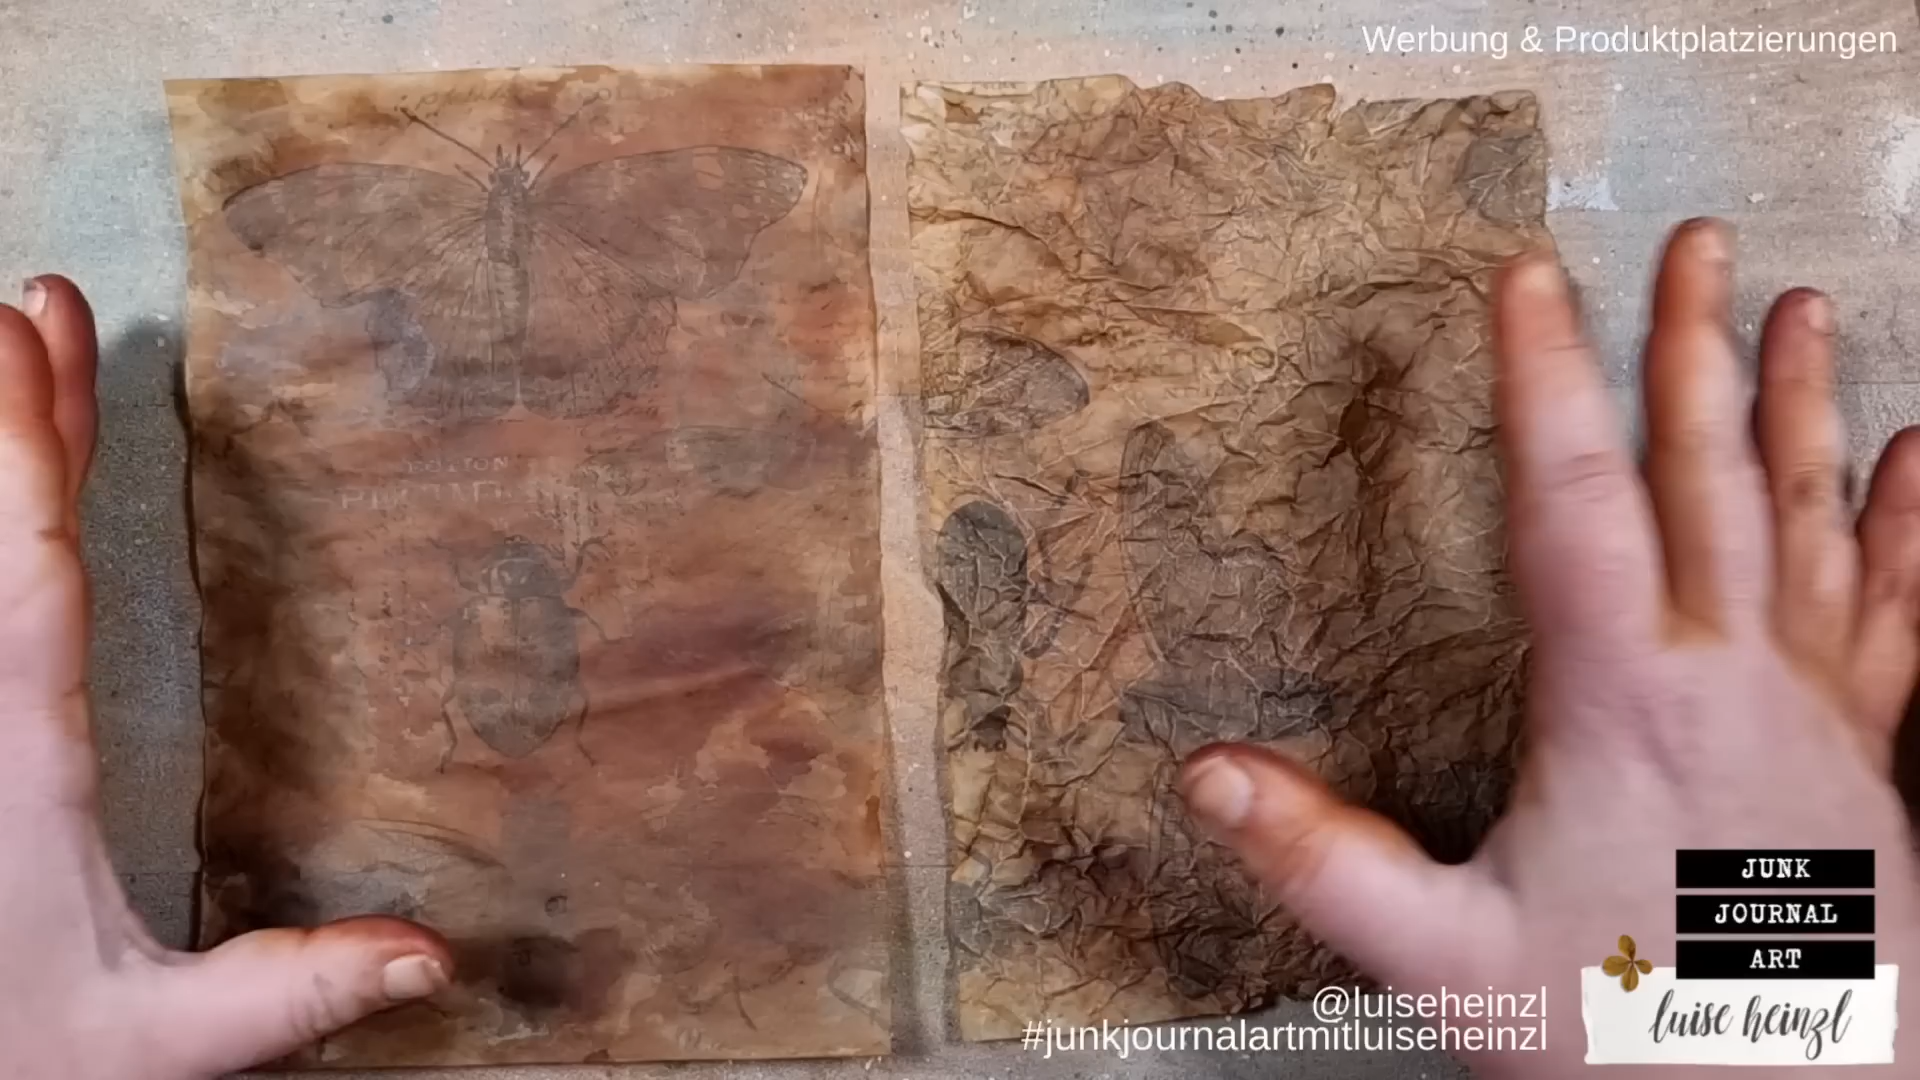 Werbung & Produktplatzierungen
JUNK
JOURNAL
ART
luise heinzl
@luiseheinzl
#junkjournalartmitluiseheinzl